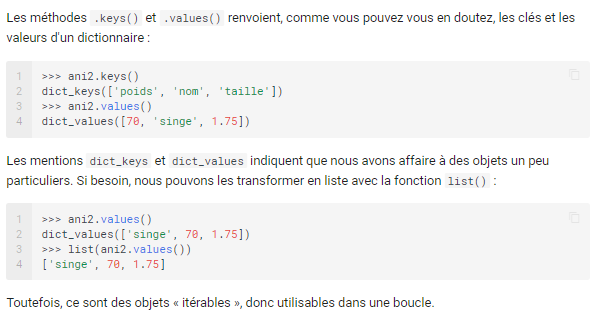 Les méthodes .keys() et .values() renvoient, comme vous pouvez vous en doutez, les clés et les
valeurs d'un dictionnaire :
1 >>> ani2.keys()
2 dict_keys(['poids', 'nom', 'taille'])
3 >>> ani2.values()
4 dict_values([70, 'singe', 1.75])
Les mentions dict_keys et dict_values indiquent que nous avons affaire à des objets un peu
particuliers. Si besoin, nous pouvons les transformer en liste avec la fonction list() :
1 >>> ani2.values()
2 dict_values(['singe', 70, 1.75])
3 >>> list(ani2.values())
4 ['singe', 70, 1.75]
Toutefois, ce sont des objets « itérables », donc utilisables dans une boucle.